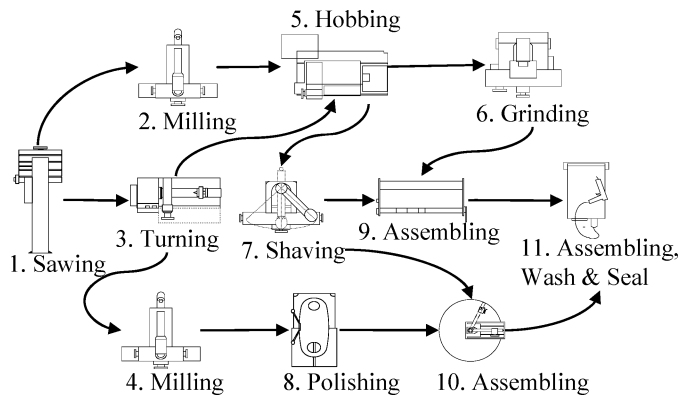 5. Hobbing
2. Milling
6. Grinding
1. Sawing
3. Turning
7. Shaving
9. Assembling
11. Assembling,
Wash & Seal
4. Milling
8. Polishing
10. Assembling